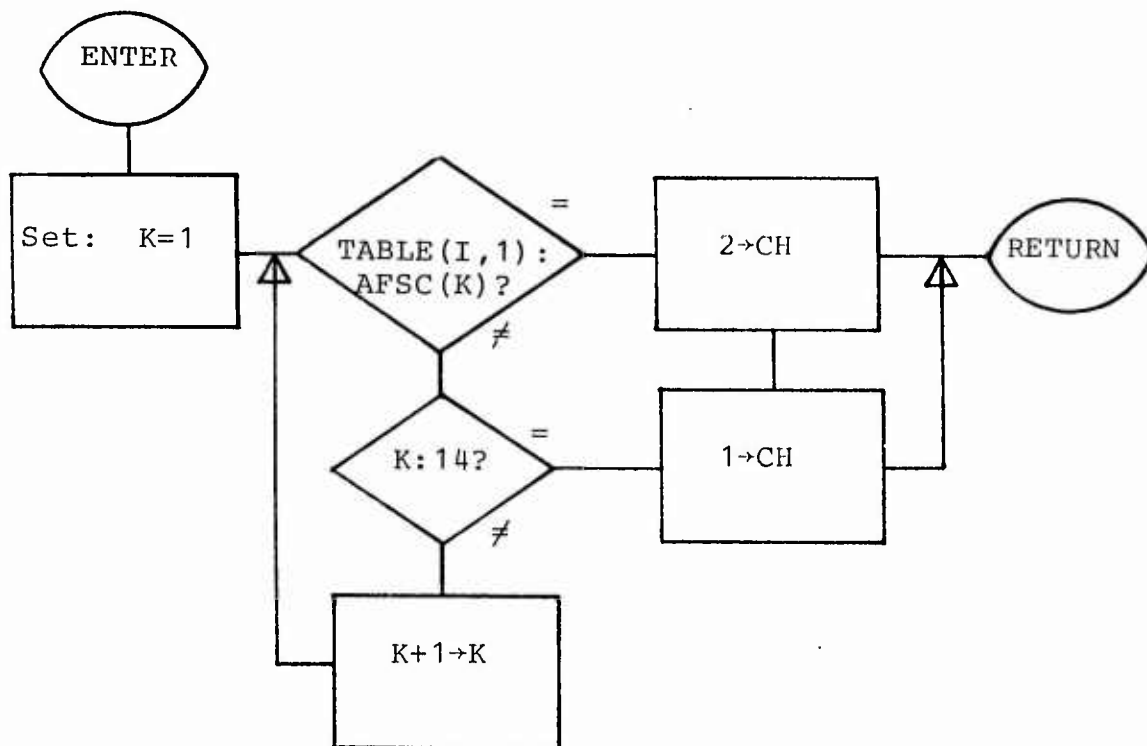 ENTER
Set: K=1
=
TABLE(I,1):
AFSC(K)?
≠
2→CH
RETURN
K:14?
=
≠
1→CH
K+1→K